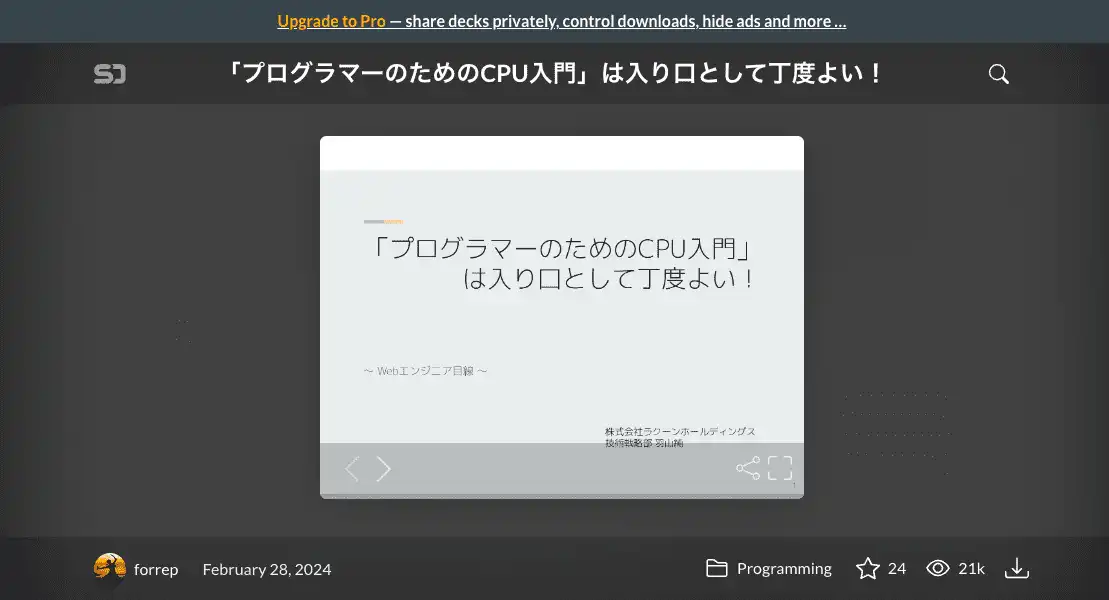 Upgrade to Pro — share decks privately, control downloads, hide ads and more …
「プログラマーのためのCPU入門」は入り口として丁度よい！
「プログラマーのためのCPU入門」
は入り口として丁度よい！
〜 Webエンジニア目線 〜
株式会社ラクーンホールディングス
技術戦略部 羽山純
1
forrep
February 28, 2024
Programming
24
21k